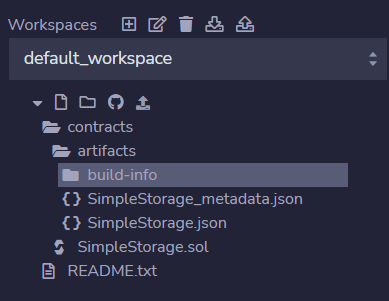 Workspaces
default_workspace
contracts
artifacts
build-info
{} SimpleStorage_metadata.json
{} SimpleStorage.json
SimpleStorage.sol
README.txt